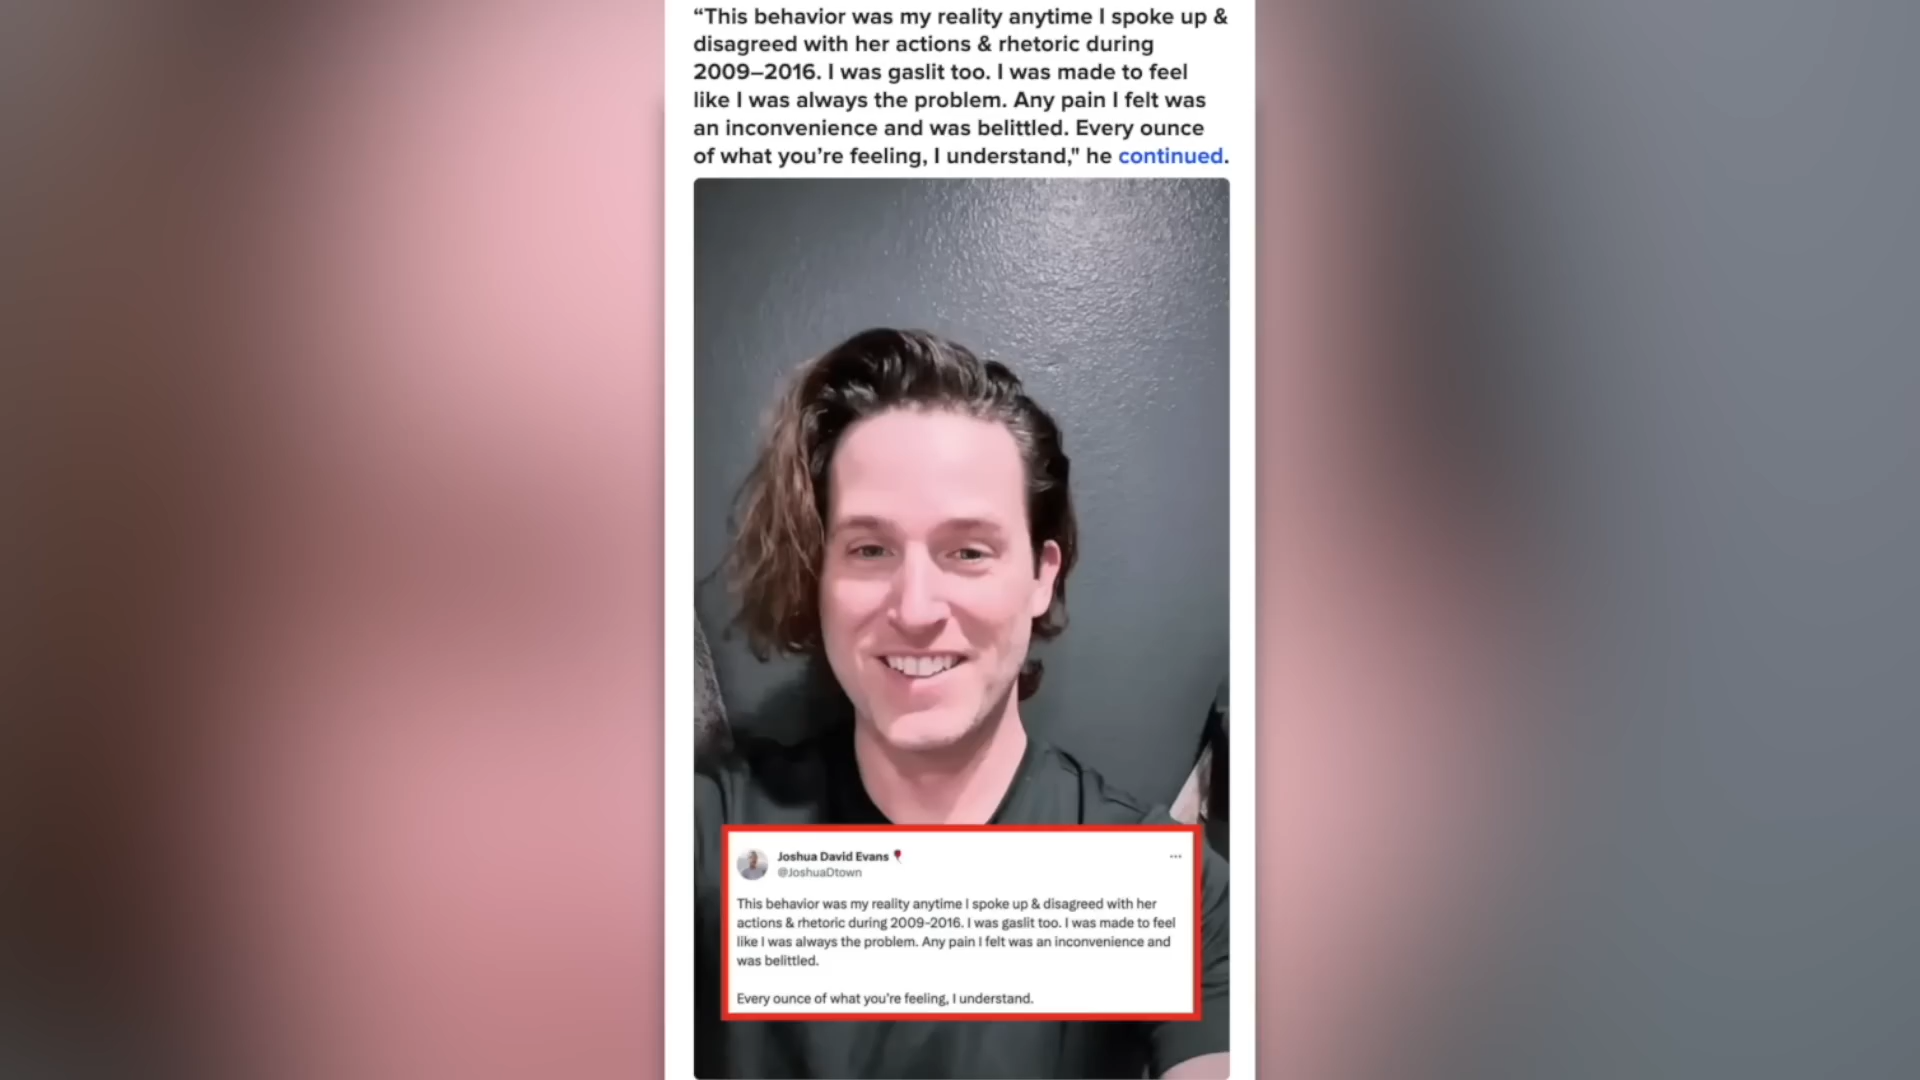 “This behavior was my reality anytime I spoke up &
disagreed with her actions & rhetoric during
2009–2016. I was gaslit too. I was made to feel
like I was always the problem. Any pain I felt was
an inconvenience and was belittled. Every ounce
of what you’re feeling, I understand," he continued.
Joshua David Evans🎈
@JoshuaDtown
...
This behavior was my reality anytime I spoke up & disagreed with her
actions & rhetoric during 2009-2016. I was gaslit too. I was made to feel
like I was always the problem. Any pain I felt was an inconvenience and
was belittled.
Every ounce of what you’re feeling, I understand.